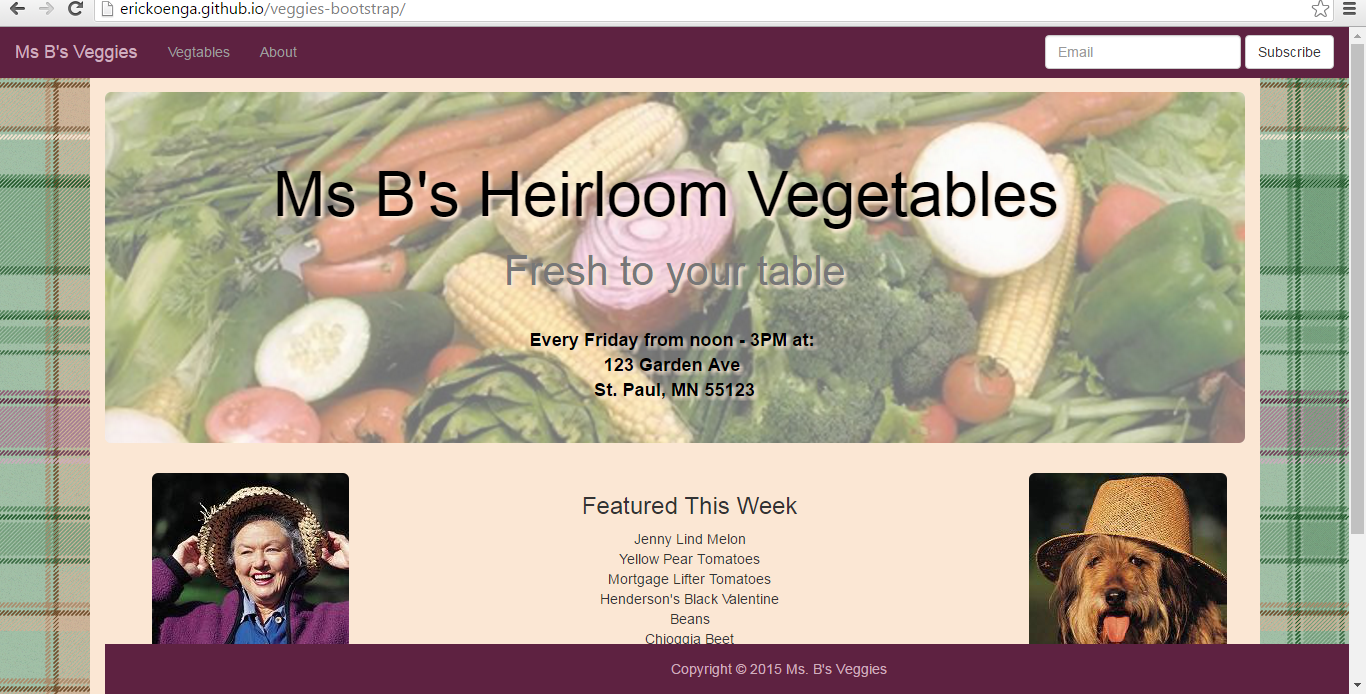 erickoenga.github.io/veggies-bootstrap/
Ms B's Veggies Vegtables About Email Subscribe
Ms B's Heirloom Vegetables
Fresh to your table
Every Friday from noon - 3PM at:
123 Garden Ave
St. Paul, MN 55123
Featured This Week
Jenny Lind Melon
Yellow Pear Tomatoes
Mortgage Lifter Tomatoes
Henderson's Black Valentine
Beans
Chioggia Beet
Copyright © 2015 Ms. B's Veggies